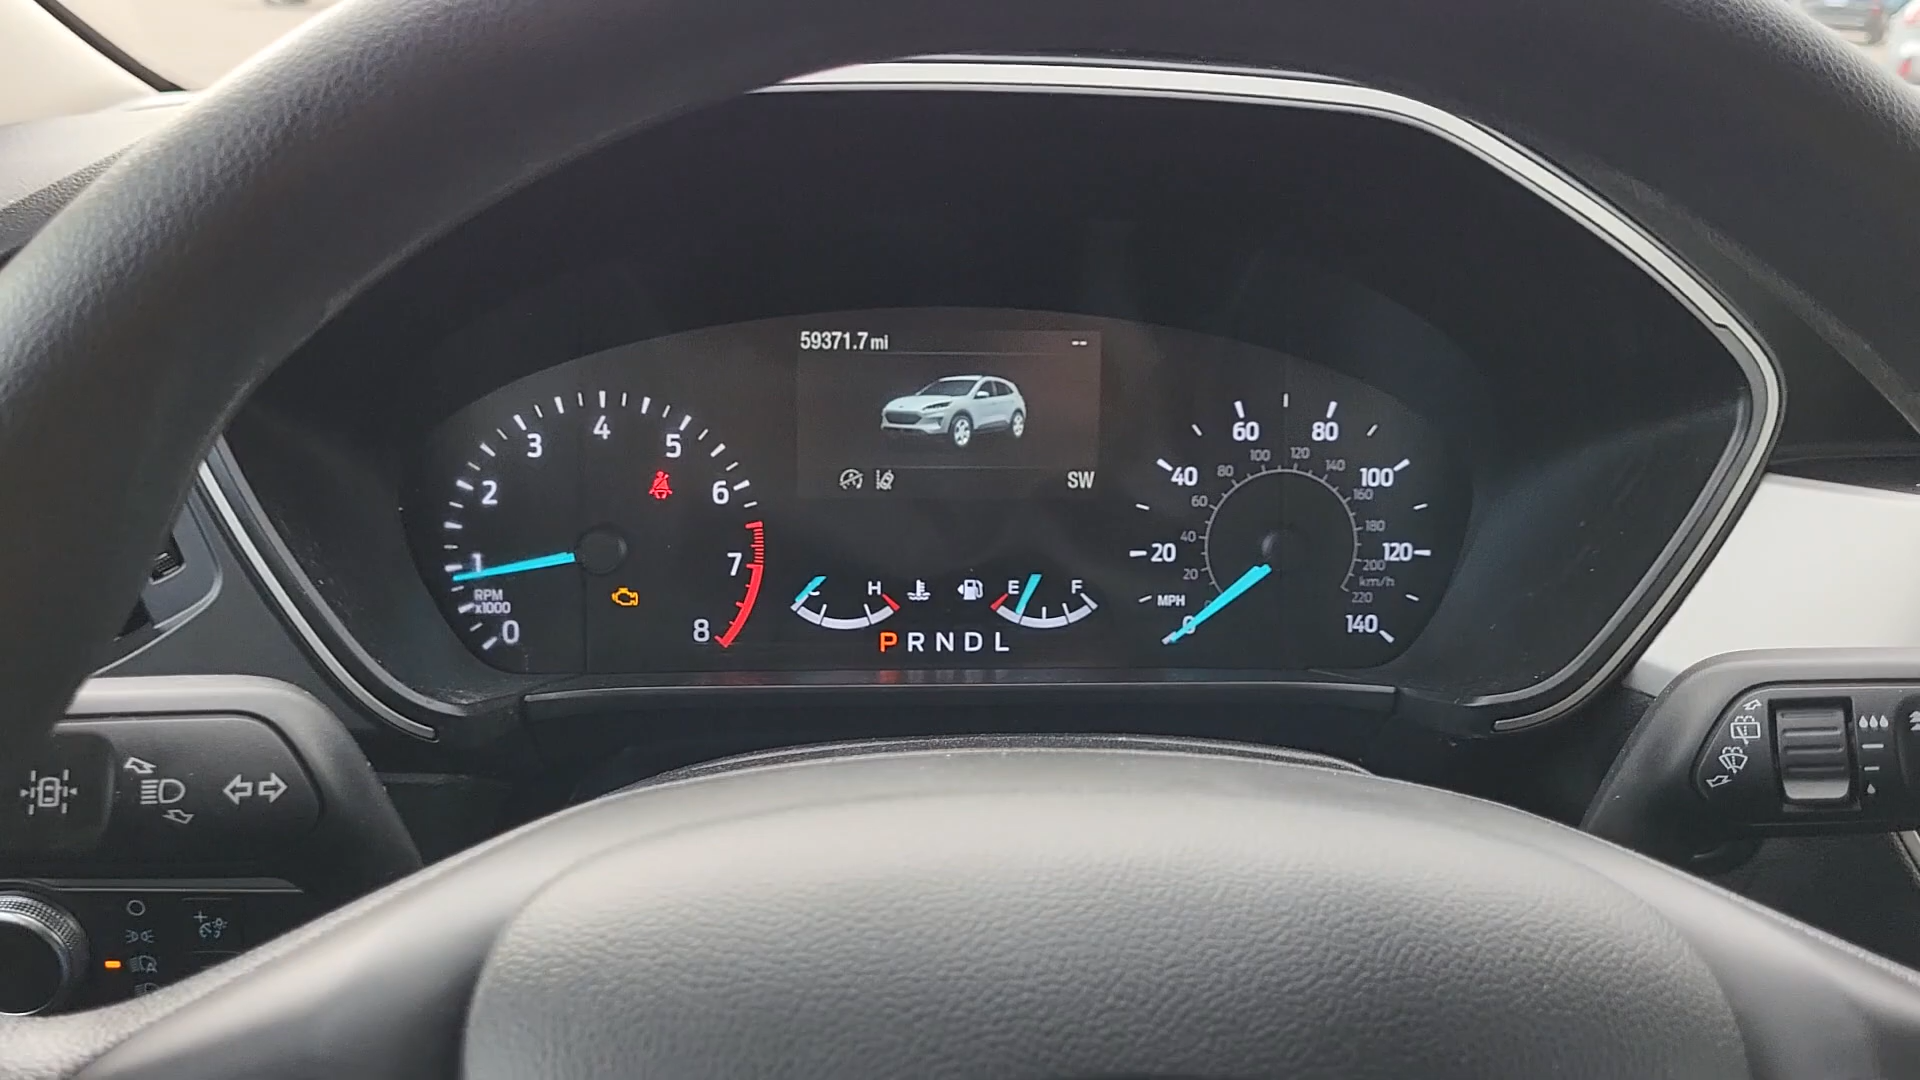 59371.7 mi --
SW
0 1 2 3 4 5 6 7 8
RPM
x1000
C H
E F
P R N D L
0 20 40 60 80 100 120 140
MPH
20 40 60 80 100 120 140 160 180 200 220
km/h